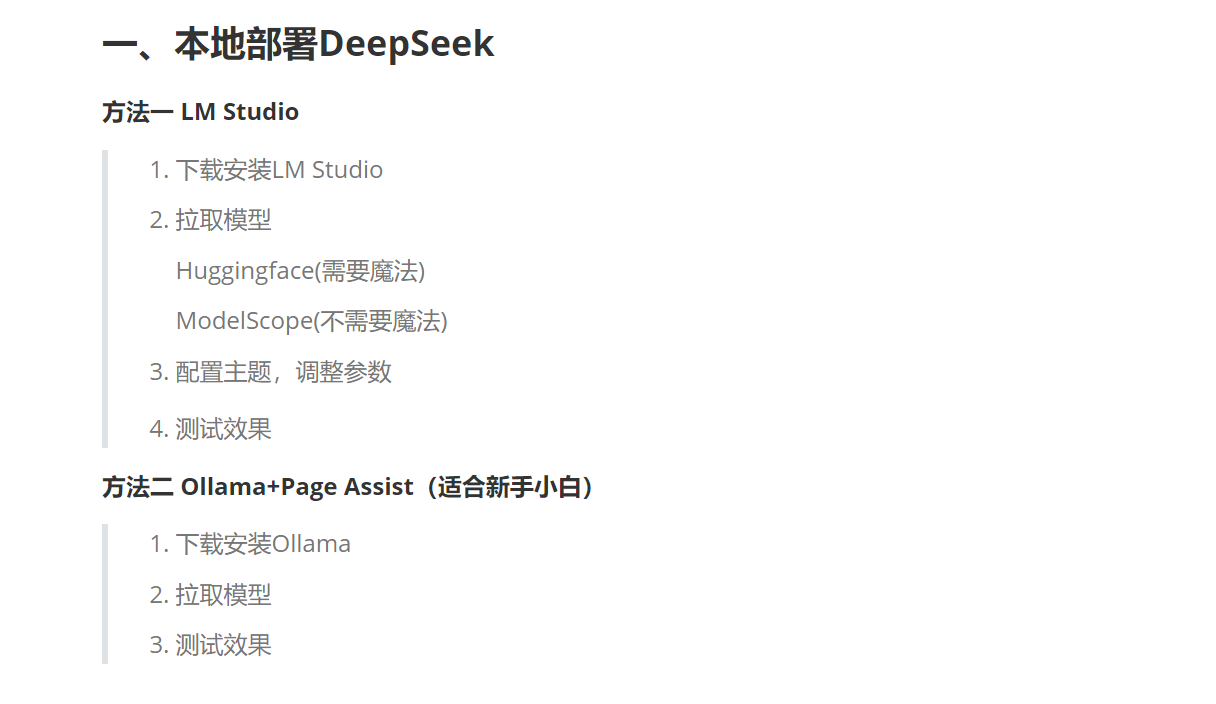 一、本地部署DeepSeek
方法一 LM Studio
1. 下载安装LM Studio
2. 拉取模型
Huggingface(需要魔法)
ModelScope(不需要魔法)
3. 配置主题，调整参数
4. 测试效果
方法二 Ollama+Page Assist（适合新手小白）
1. 下载安装Ollama
2. 拉取模型
3. 测试效果